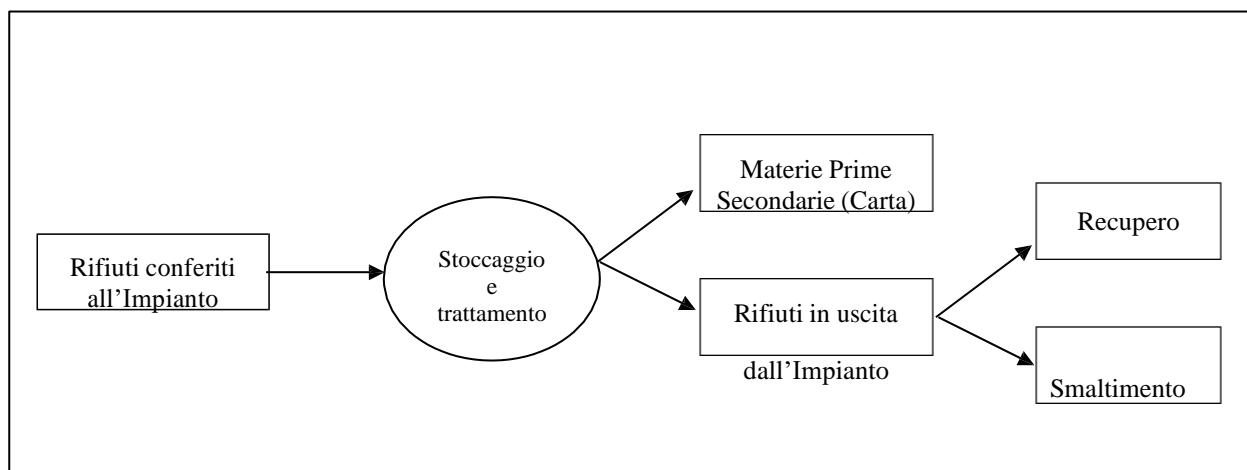 Rifiuti conferiti
all’Impianto
Stoccaggio
e
trattamento
Materie Prime
Secondarie (Carta)
Rifiuti in uscita
dall’Impianto
Recupero
Smaltimento